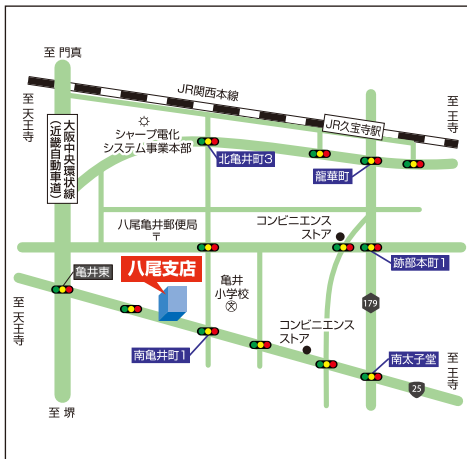 至 門真
JR関西本線
至 天王寺
大阪中央環状線
(近畿自動車道)
シャープ電化
システム事業本部
JR久宝寺駅
至 王寺
北亀井町3
龍華町
八尾亀井郵便局
〒
コンビニエンス
ストア
跡部本町1
亀井東
八尾支店
亀井
小学校
文
179
至 天王寺
南亀井町1
コンビニエンス
ストア
南太子堂
至 王寺
25
至 堺